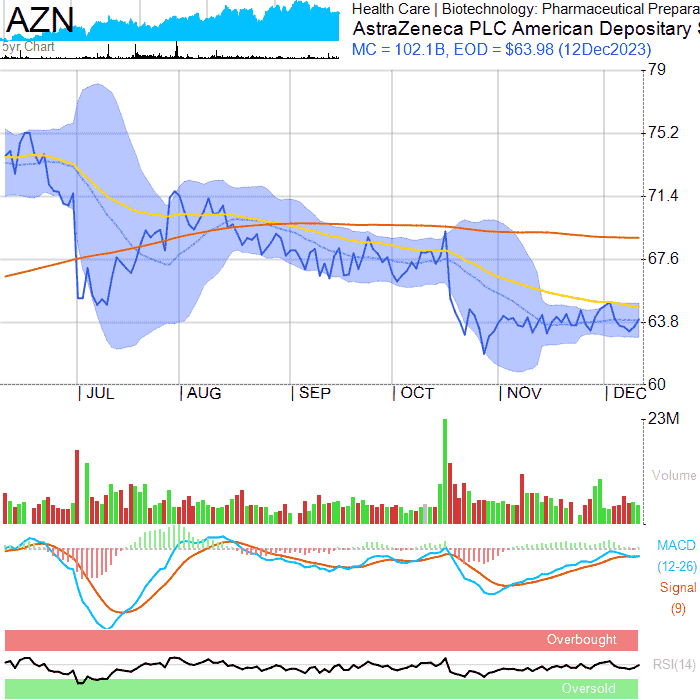 AZN
5yr Chart
Health Care | Biotechnology: Pharmaceutical Prepara
AstraZeneca PLC American Depositary S
MC = 102.1B, EOD = $63.98 (12Dec2023)
79
75.2
71.4
67.6
63.8
60
| JUL | AUG | SEP | OCT | NOV | DEC
23M
Volume
MACD
(12-26)
Signal
(9)
Overbought
RSI(14)
Oversold